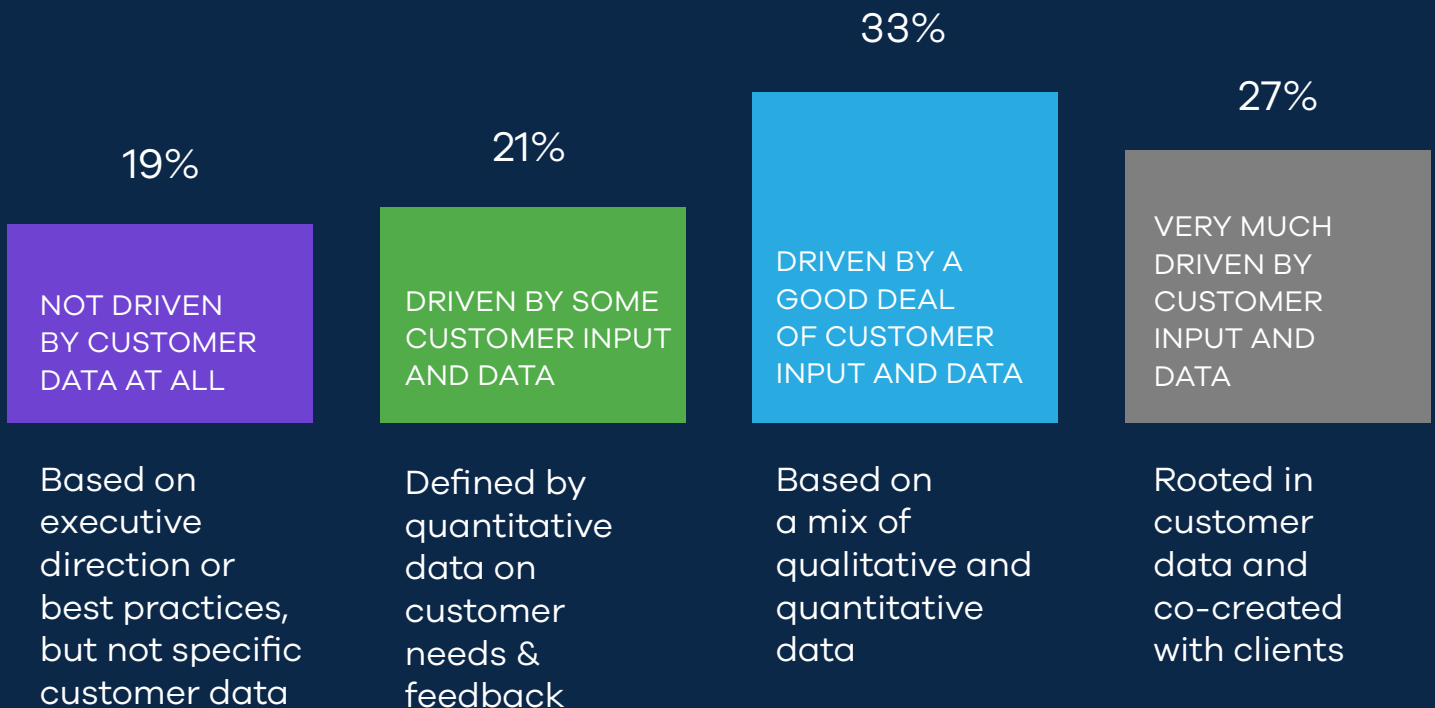 19%
NOT DRIVEN
BY CUSTOMER
DATA AT ALL
Based on
executive
direction or
best practices,
but not specific
customer data
21%
DRIVEN BY SOME
CUSTOMER INPUT
AND DATA
Defined by
quantitative
data on
customer
needs &
feedback
33%
DRIVEN BY A
GOOD DEAL
OF CUSTOMER
INPUT AND DATA
Based on
a mix of
qualitative and
quantitative
data
27%
VERY MUCH
DRIVEN BY
CUSTOMER
INPUT AND
DATA
Rooted in
customer
data and
co-created
with clients